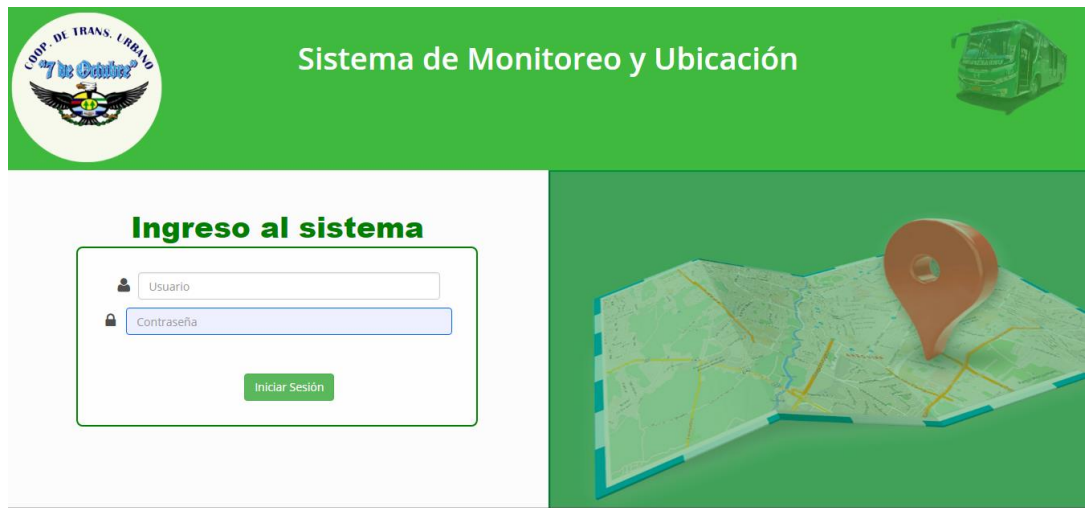 COOP. DE TRANS. URBANO
"7 de Octubre"
Sistema de Monitoreo y Ubicación
Ingreso al sistema
Usuario
Contraseña
Iniciar Sesión